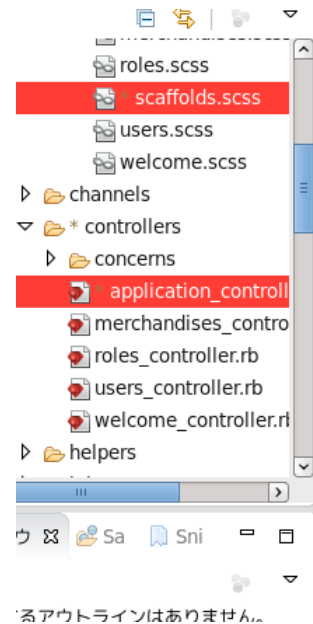 roles.scss
* scaffolds.scss
users.scss
welcome.scss
channels
* controllers
concerns
* application_controll
merchandises_contro
roles_controller.rb
users_controller.rb
welcome_controller.rb
helpers
ウ Sa Sni
るアウトラインはありません。